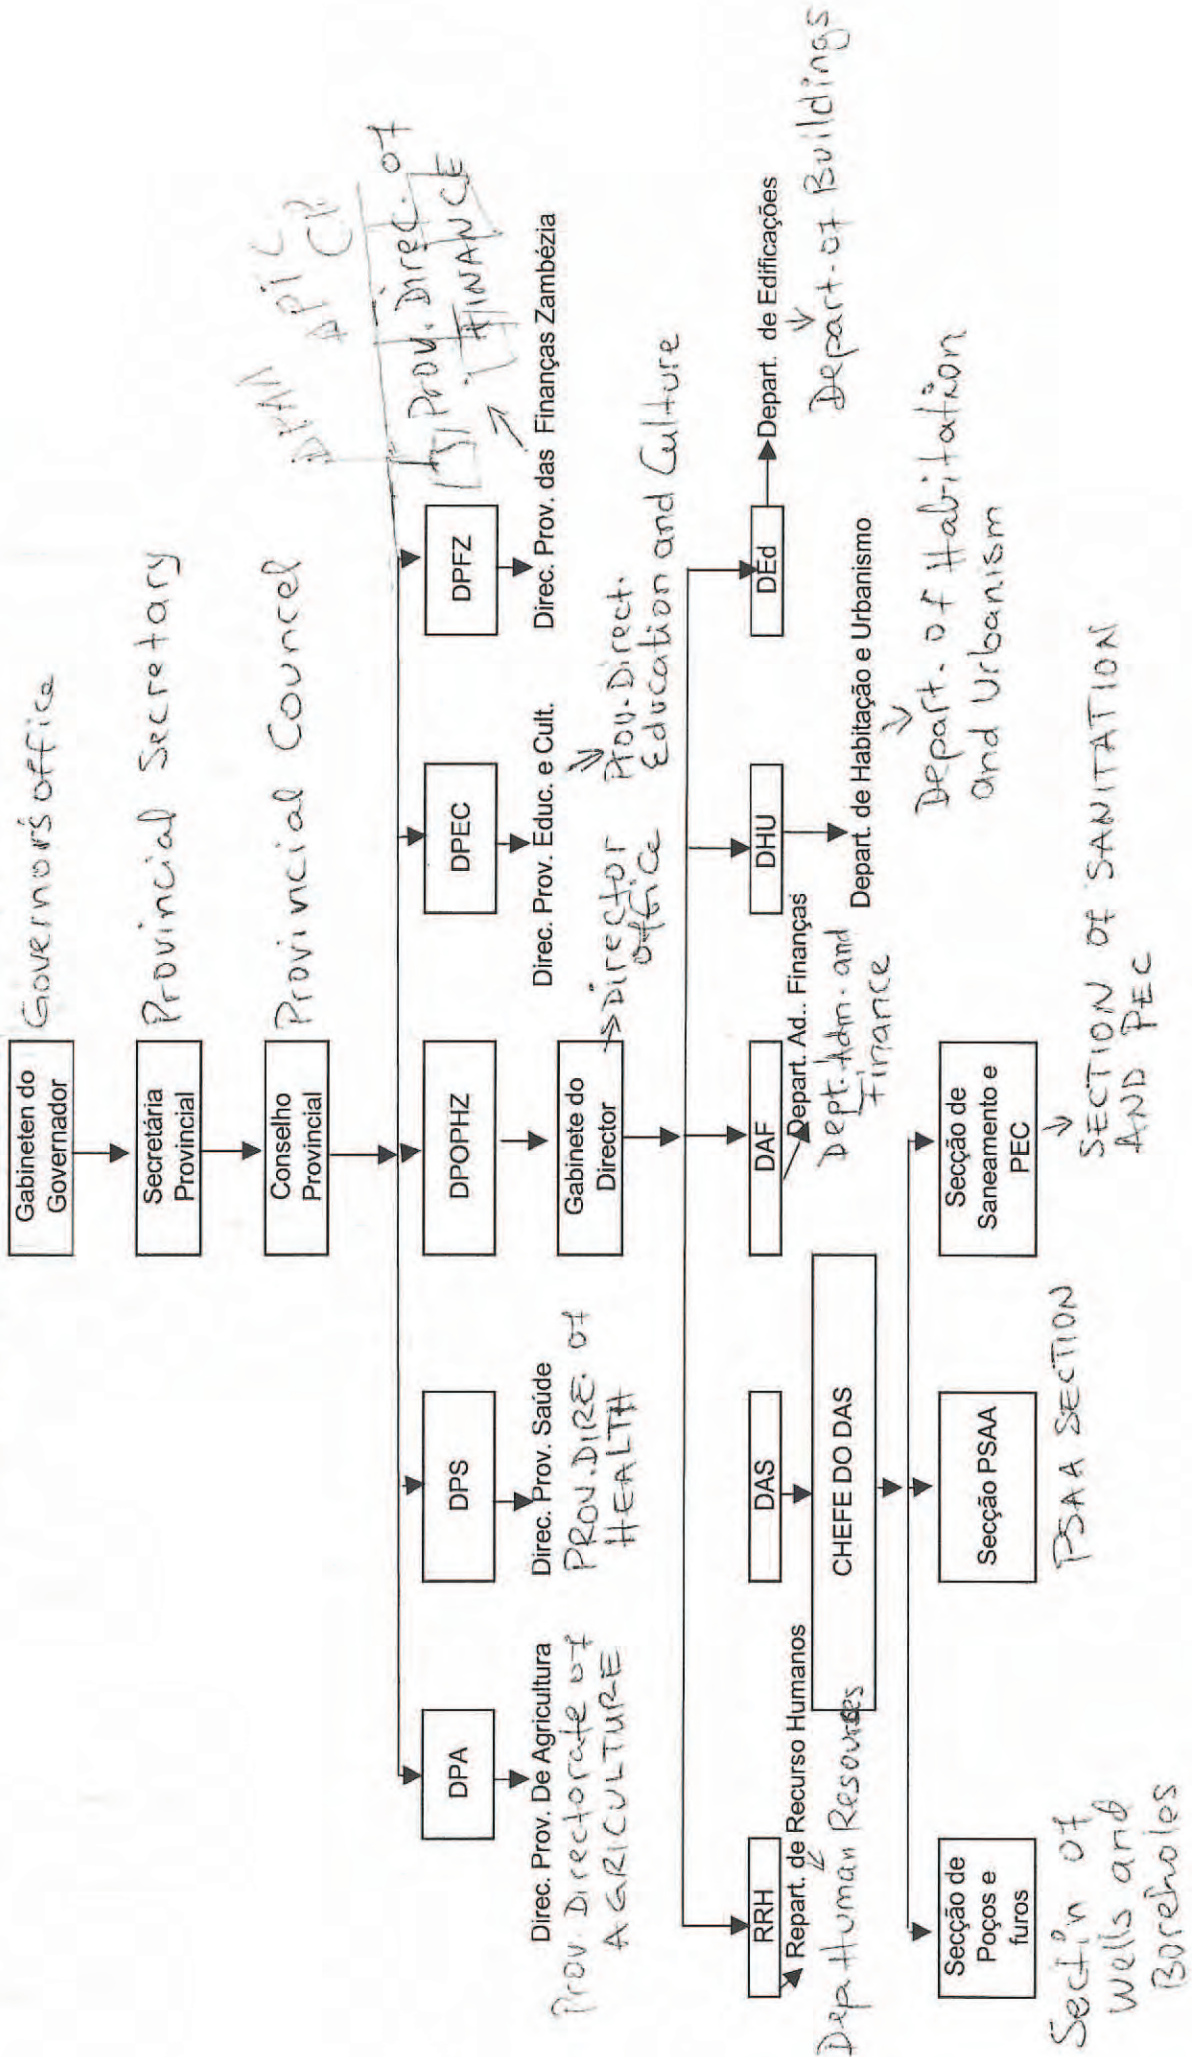 Gabineten do
Governador
Governor's office
Secretária
Provincial
Provincial Secretary
Conselho
Provincial
Provincial Councel
DPA
DPS
DPOPHZ
DPEC
DPFZ
Direc. Prov. De Agricultura
Prov. Directorate of
AGRICULTURE
Direc. Prov. Saúde
PROV. DIRE. of
HEALTH
Gabinete do
Director
Director
office
Direc. Prov. Educ. e Cult.
Prov. Direct.
Education and Culture
Direc. Prov. das Finanças Zambézia
Prov. Direc. of
FINANCE
RRH
DAS
DAF
DHU
DEd
Repart. de Recurso Humanos
Dep Human Resources
CHEFE DO DAS
Depart. Ad.. Finanças
Dept. Adm. and
Finance
Depart. de Habitação e Urbanismo
Depart. of Habitation
and Urbanism
Depart. de Edificações
Depart. of Buildings
Secção de
Poços e
furos
Sectin of
Wells and
Boreholes
Secção PSAA
PSAA SECTION
Secção de
Saneamento e
PEC
SECTION of SANITATION
AND PEC